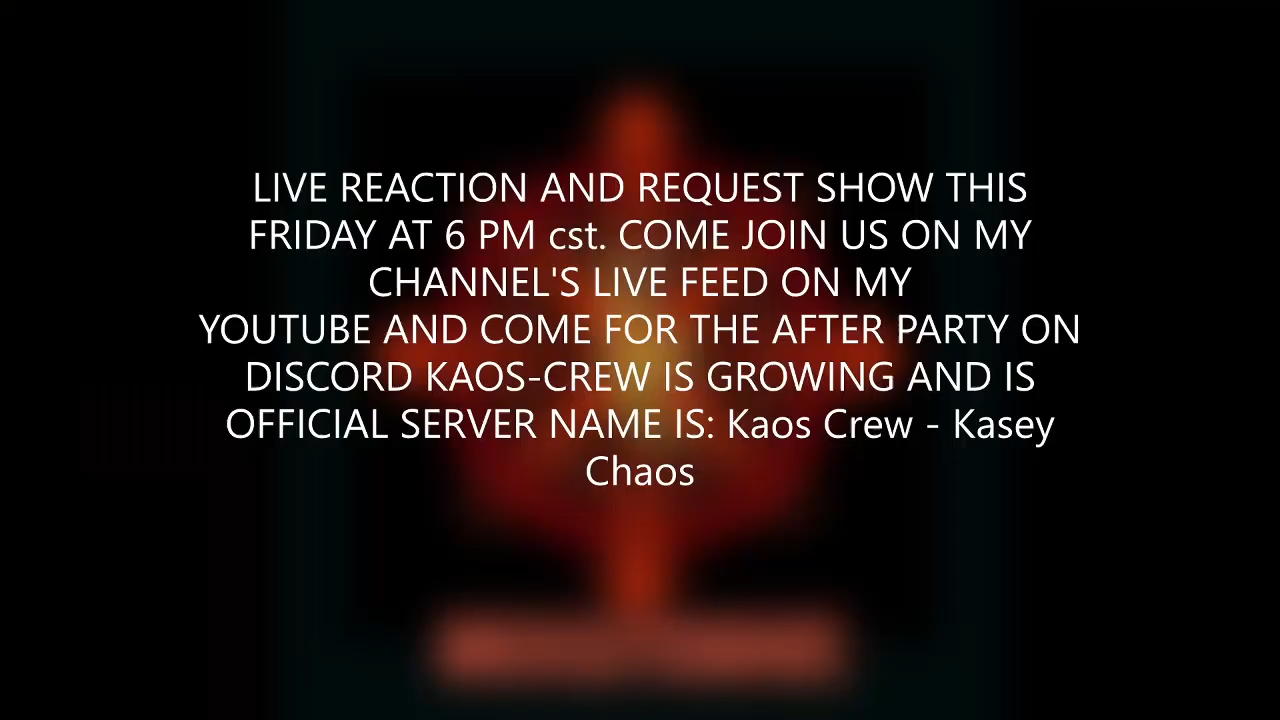 LIVE REACTION AND REQUEST SHOW THIS
FRIDAY AT 6 PM cst. COME JOIN US ON MY
CHANNEL'S LIVE FEED ON MY
YOUTUBE AND COME FOR THE AFTER PARTY ON
DISCORD KAOS-CREW IS GROWING AND IS
OFFICIAL SERVER NAME IS: Kaos Crew - Kasey
Chaos